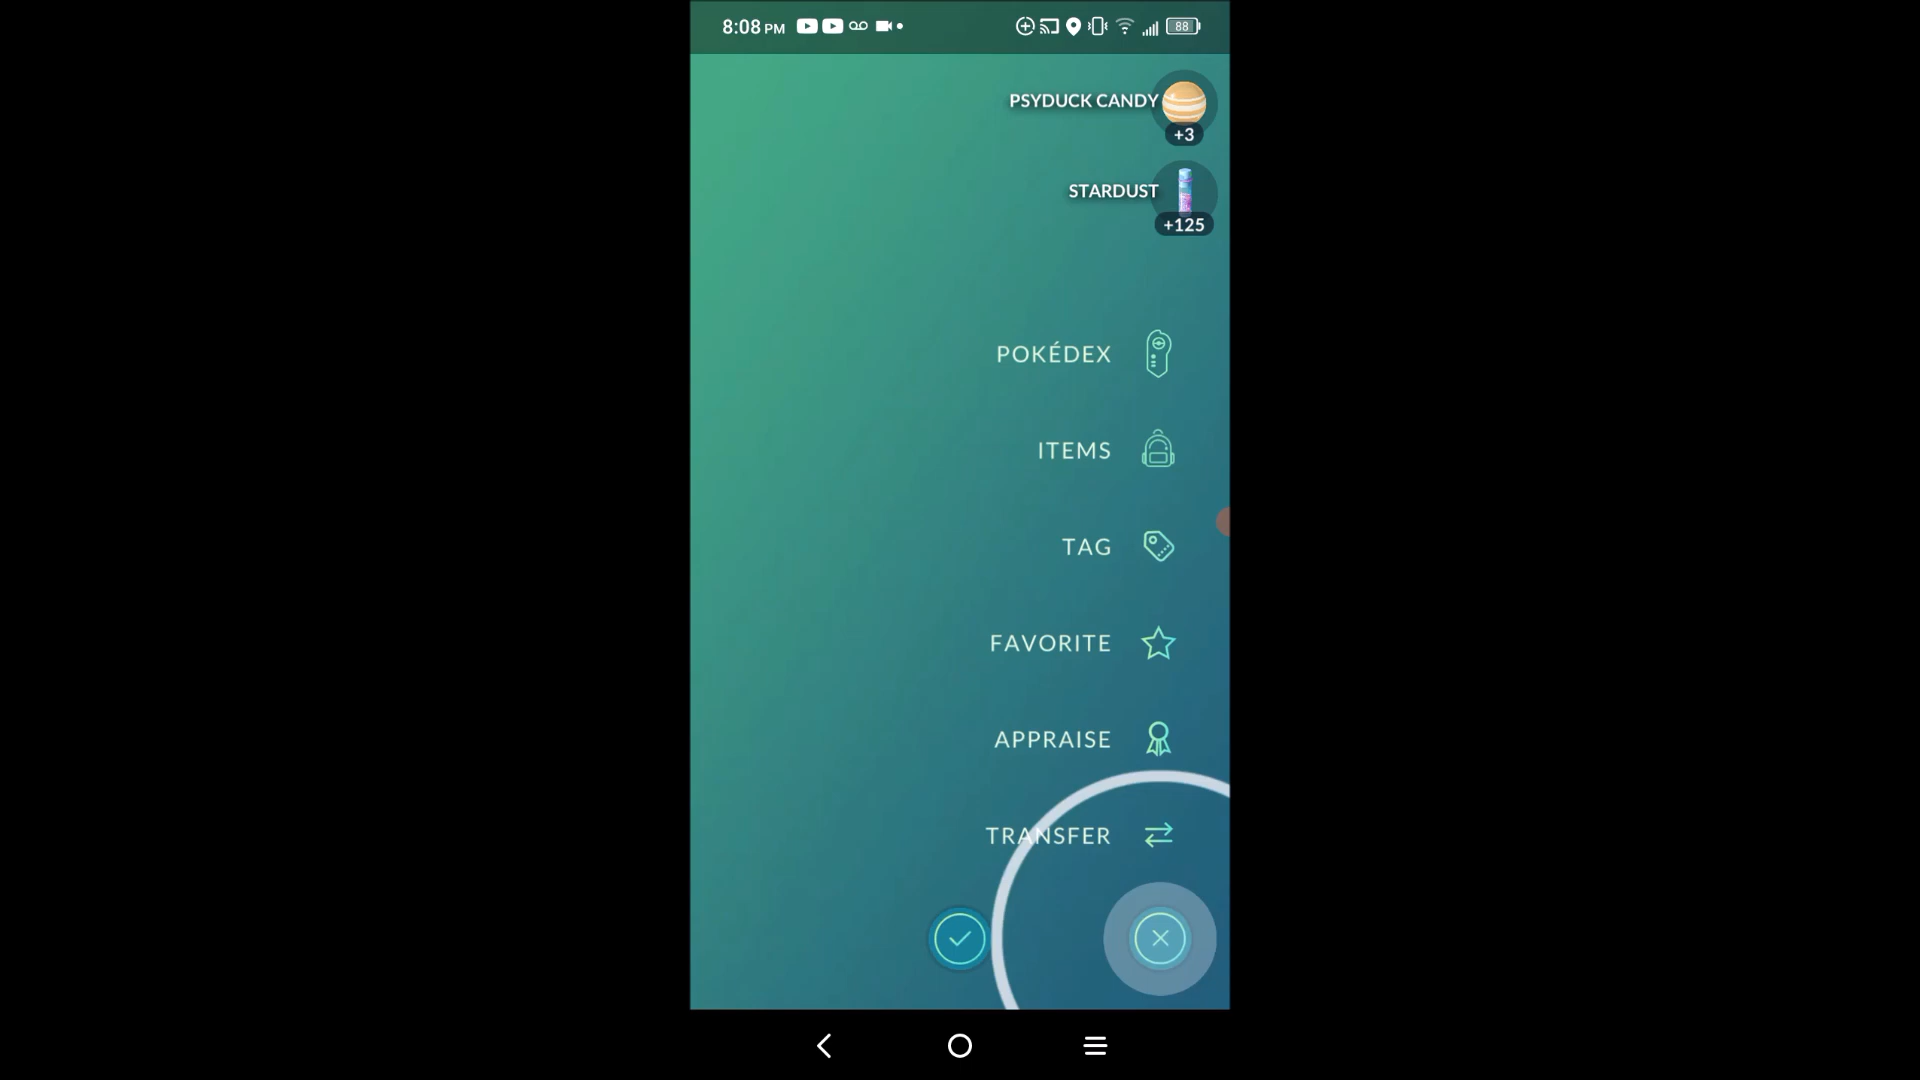 8:08 PM
88
PSYDUCK CANDY
+3
STARDUST
+125
POKÉDEX
ITEMS
TAG
FAVORITE
APPRAISE
TRANSFER